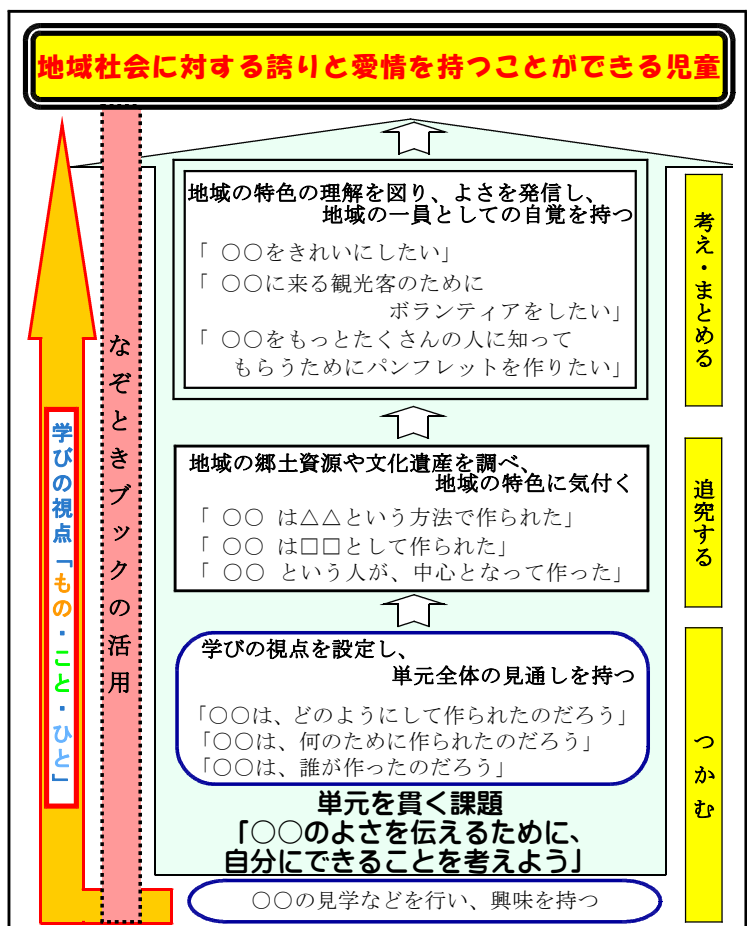 地域社会に対する誇りと愛情を持つことができる児童
地域の特色の理解を図り、よさを発信し、
地域の一員としての自覚を持つ
「 ○○をきれいにしたい」
「 ○○に来る観光客のために
ボランティアをしたい」
「 ○○をもっとたくさんの人に知って
もらうためにパンフレットを作りたい」
考え・まとめる
地域の郷土資源や文化遺産を調べ、
地域の特色に気付く
「 ○○ は△△という方法で作られた」
「 ○○ は□□として作られた」
「 ○○ という人が、中心となって作った」
追究する
学びの視点を設定し、
単元全体の見通しを持つ
「○○は、どのようにして作られたのだろう」
「○○は、何のために作られたのだろう」
「○○は、誰が作ったのだろう」
つかむ
単元を貫く課題
「○○のよさを伝えるために、
自分にできることを考えよう」
○○の見学などを行い、興味を持つ
なぞときブックの活用
学びの視点「もの・こと・ひと」